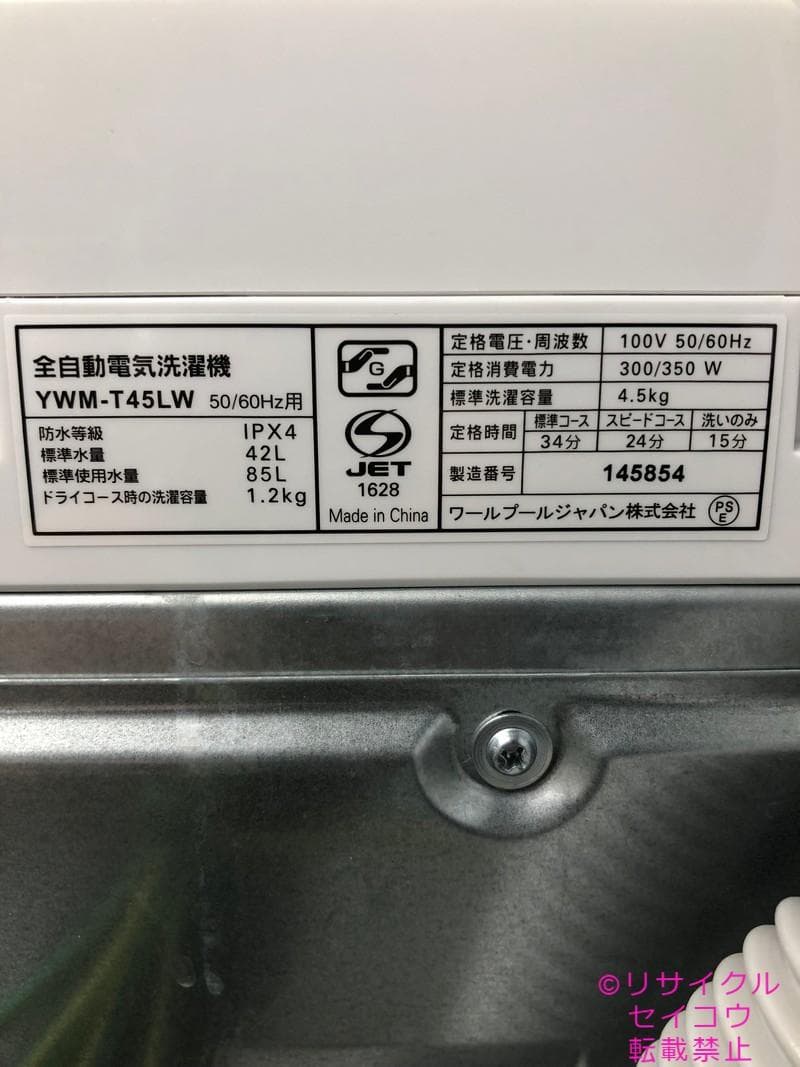 全自動電気洗濯機
YWM-T45LW 50/60Hz用
防水等級 IPX4
標準水量 42L
標準使用水量 85L
ドライコース時の洗濯容量 1.2kg
G
JET
1628
Made in China
定格電圧・周波数 100V 50/60Hz
定格消費電力 300/350 W
標準洗濯容量 4.5kg
定格時間 標準コース スピードコース 洗いのみ
34分 24分 15分
製造番号 145854
ワールプールジャパン株式会社 PS
E
©リサイクル
セイコウ
転載禁止